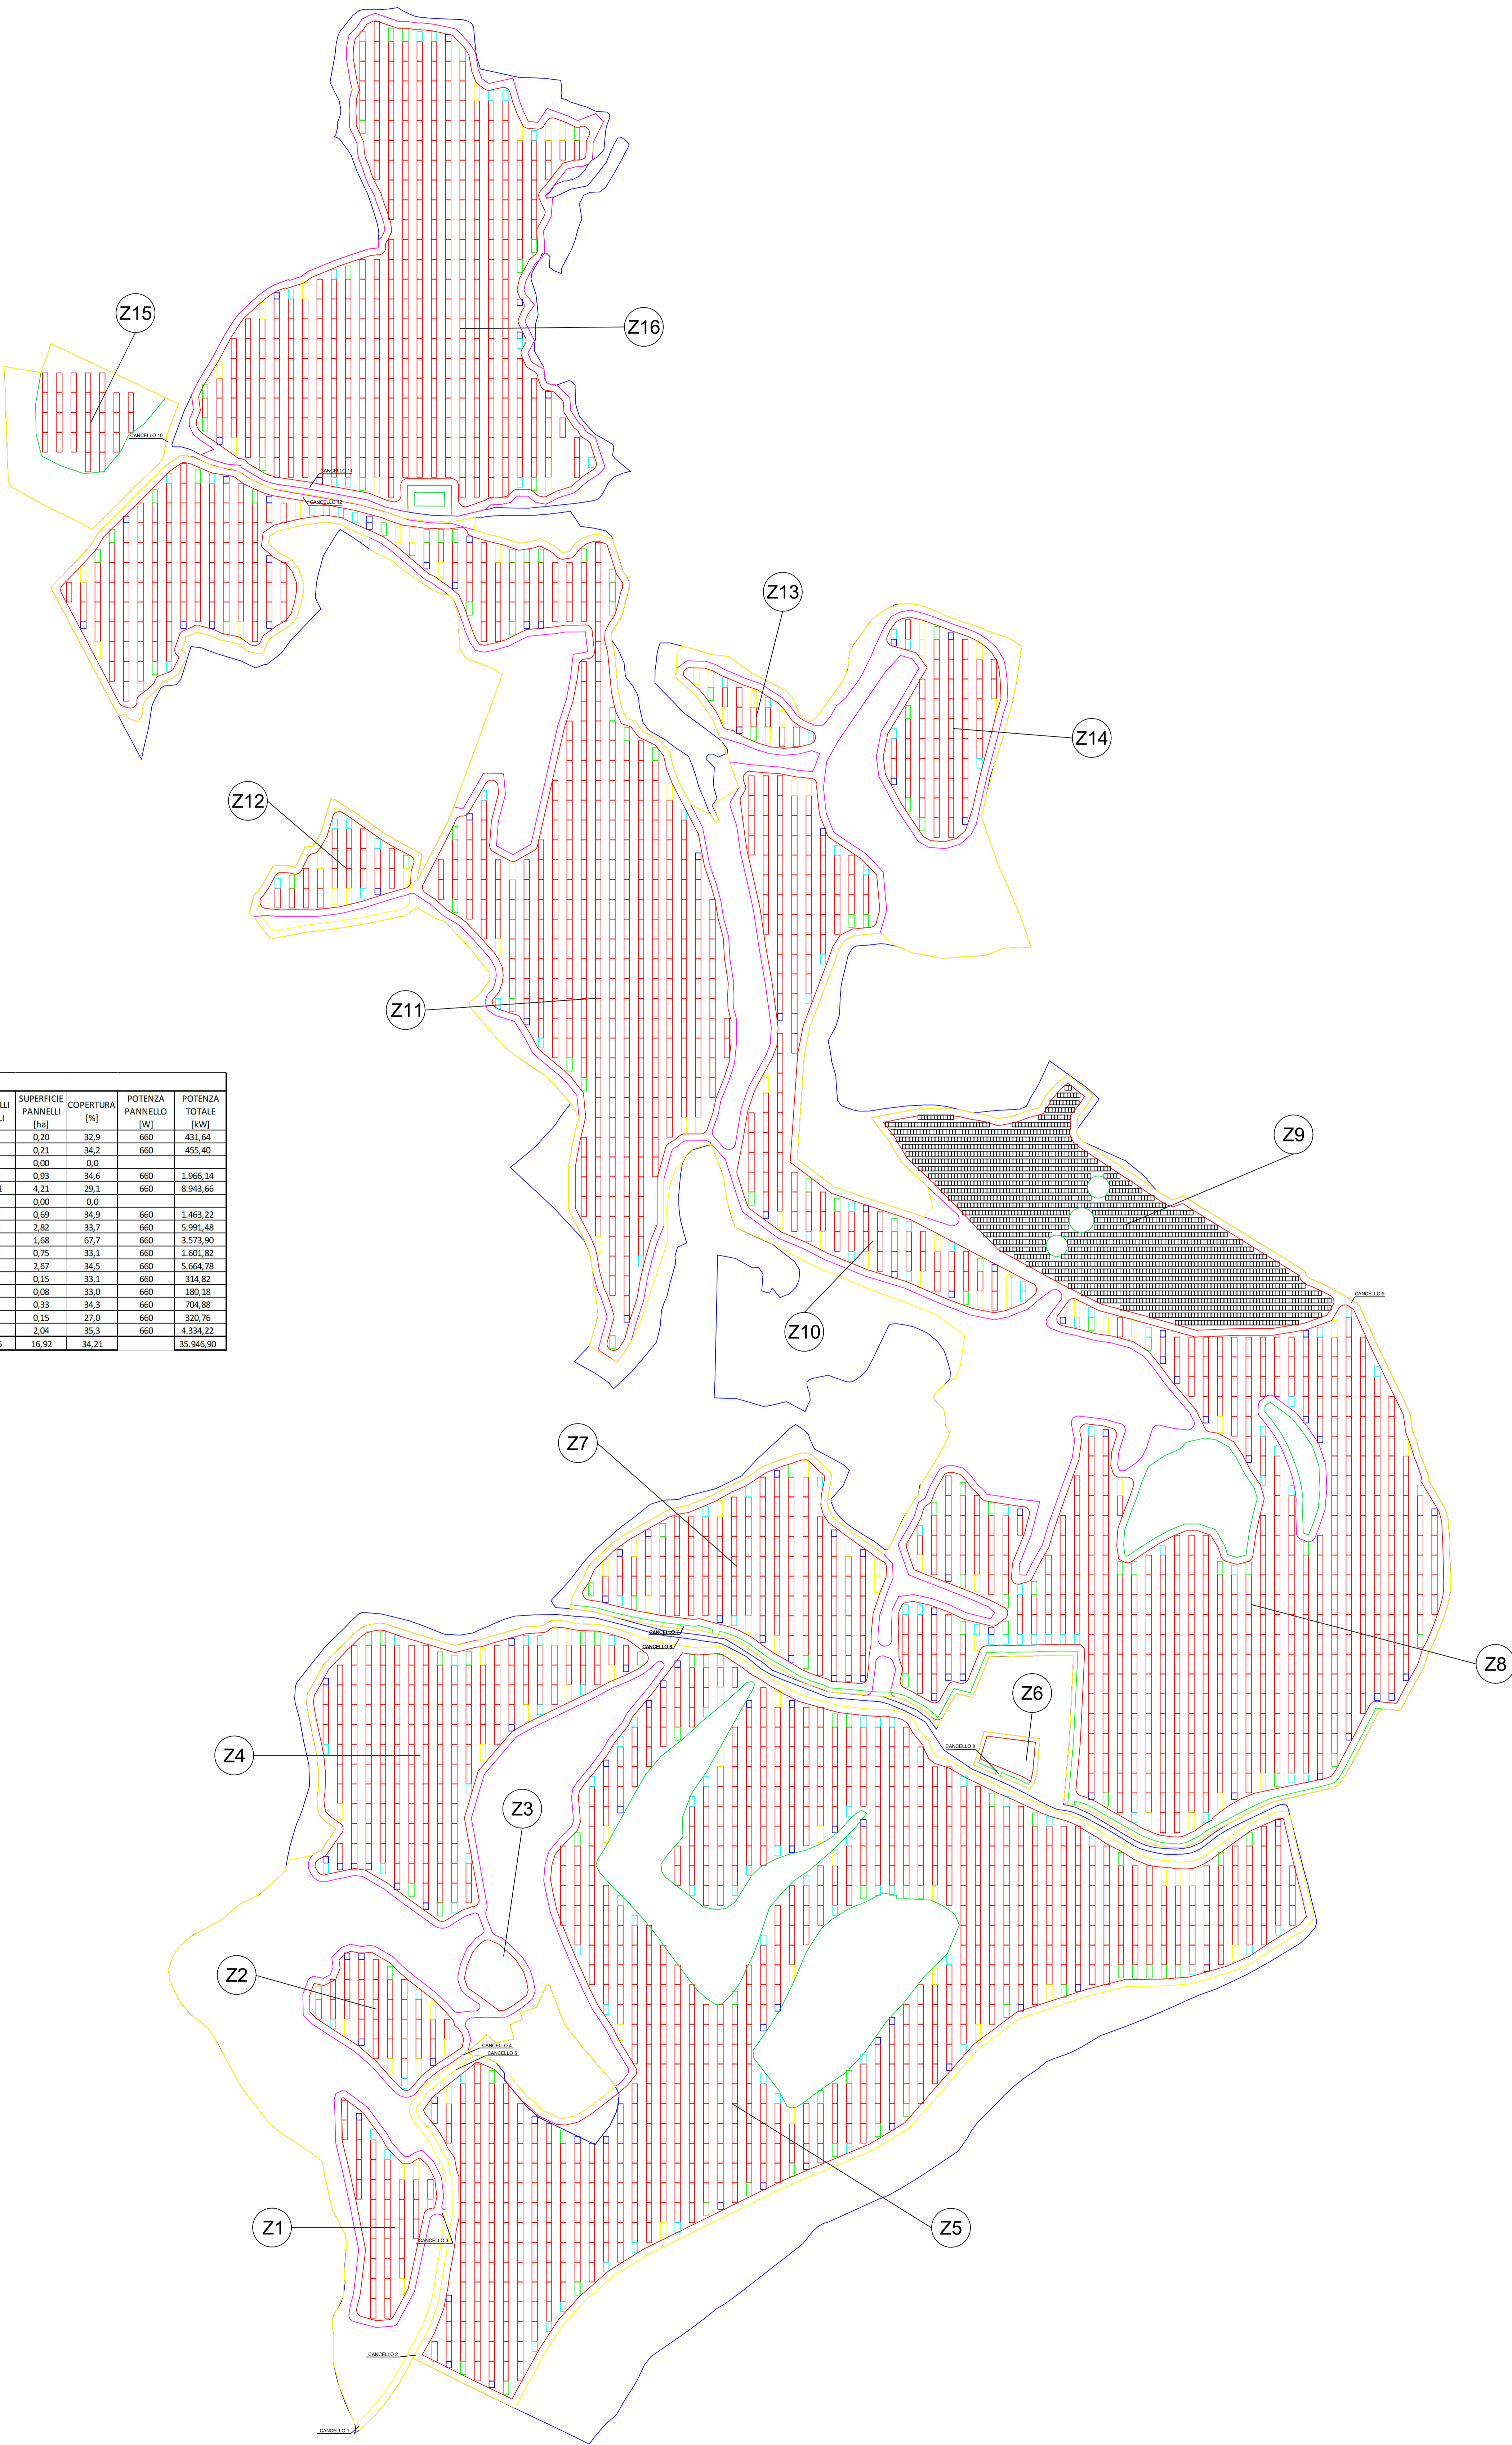 Z15
Z16
CANCELLO 10
CANCELLO 11
CANCELLO 12
Z13
Z14
Z12
Z11
SUPERFICIE PANNELLI [ha] COPERTURA [%] POTENZA PANNELLO [W] POTENZA TOTALE [kW]
0,20 32,9 660 431,64
0,21 34,2 660 455,40
0,00 0,0
0,93 34,6 660 1.966,14
4,21 29,1 660 8.943,66
0,00 0,0
0,69 34,9 660 1.463,22
2,82 33,7 660 5.991,48
1,68 67,7 660 3.573,90
0,75 33,1 660 1.601,82
2,67 34,5 660 5.664,78
0,15 33,1 660 314,82
0,08 33,0 660 180,18
0,33 34,3 660 704,88
0,15 27,0 660 320,76
2,04 35,3 660 4.334,22
16,92 34,21 35.946,90
Z9
CANCELLO 9
Z10
Z7
CANCELLO 7
CANCELLO 6
Z8
Z6
CANCELLO 8
Z4
Z3
Z2
CANCELLO 4
CANCELLO 5
Z1
CANCELLO 3
Z5
CANCELLO 2
CANCELLO 1